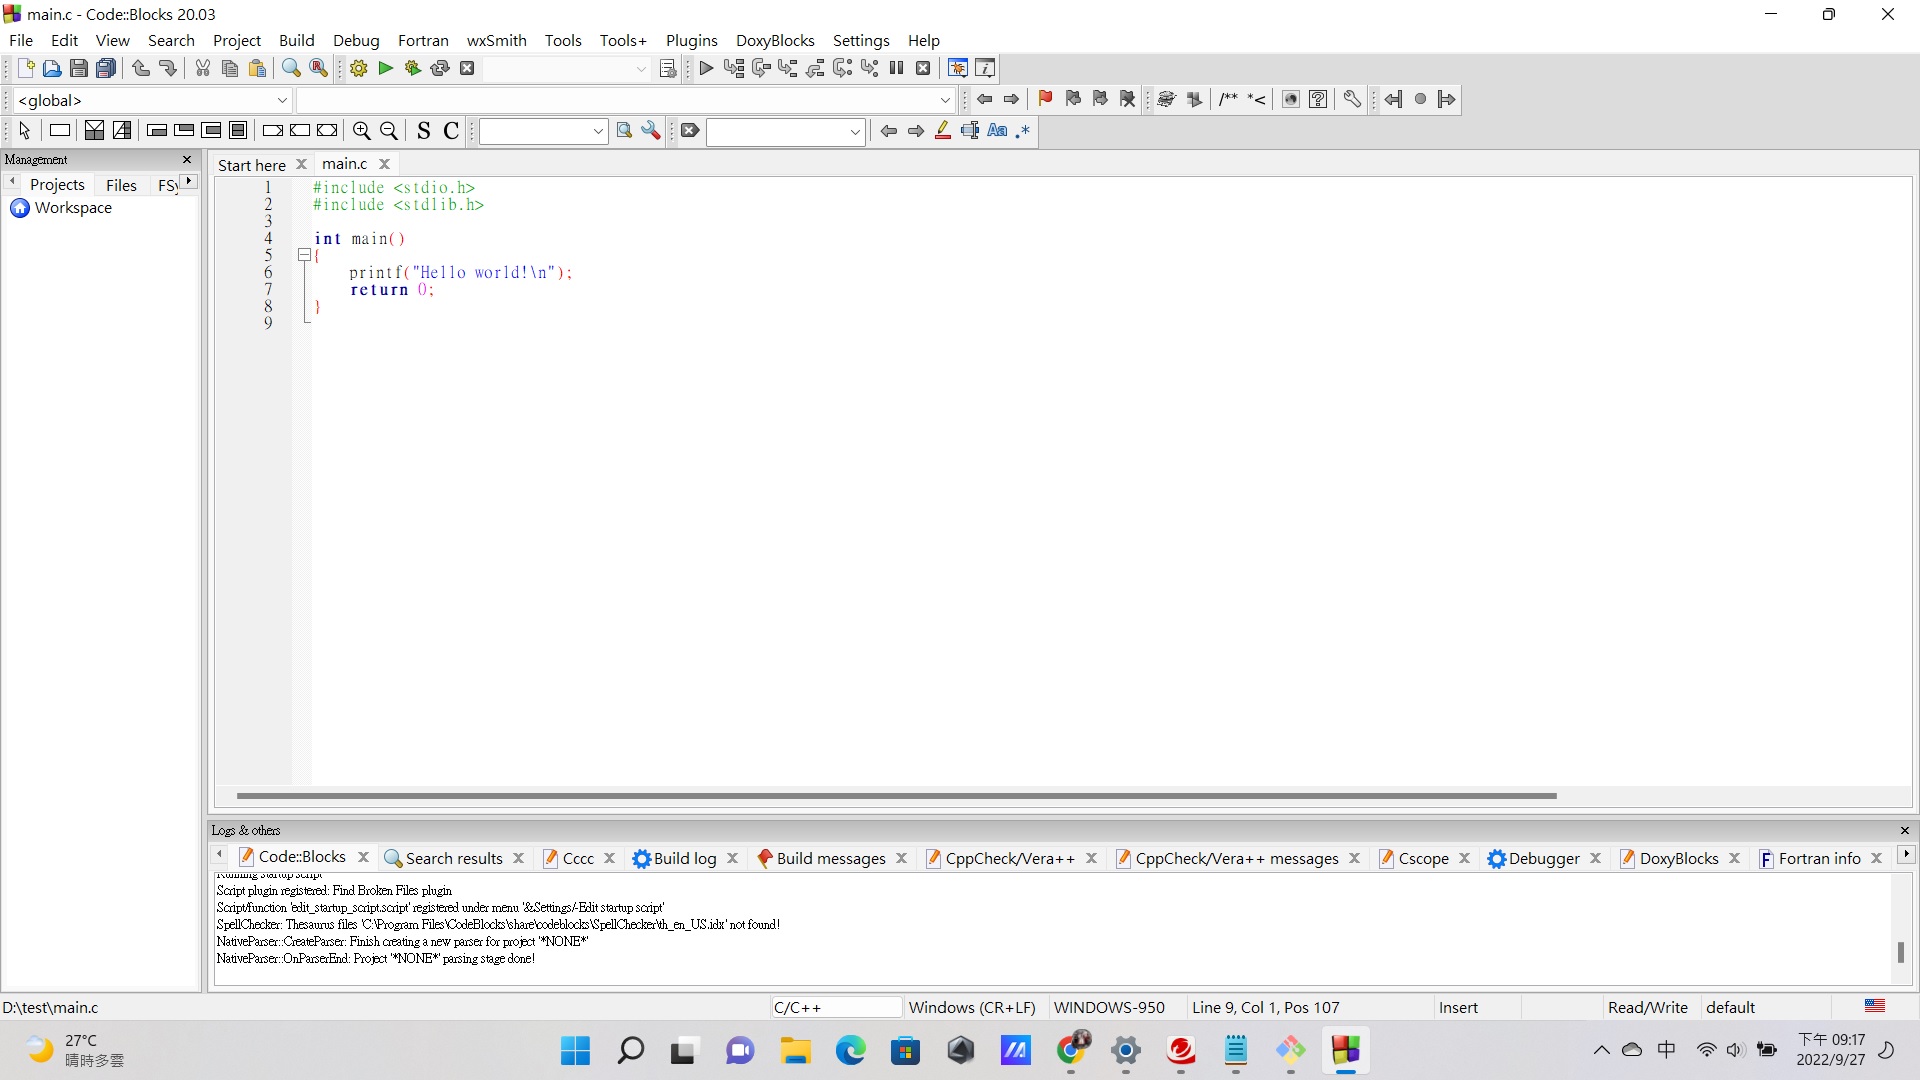 main.c - Code::Blocks 20.03
File Edit View Search Project Build Debug Fortran wxSmith Tools Tools+ Plugins DoxyBlocks Settings Help
<global>
/** *<
S C
Aa .*
Management
Projects Files FSy
Workspace
Start here main.c
1 #include <stdio.h>
2 #include <stdlib.h>
3
4 int main()
5 {
6 printf("Hello world!\n");
7 return 0;
8 }
9
Logs & others
Code::Blocks Search results Cccc Build log Build messages CppCheck/Vera++ CppCheck/Vera++ messages Cscope Debugger DoxyBlocks Fortran info
Running startup script
Script plugin registered: Find Broken Files plugin
Script/function 'edit_startup_script.script' registered under menu '&Settings/-Edit startup script'
SpellChecker: Thesaurus files 'C:\Program Files\CodeBlocks\share\codeblocks\SpellChecker\th_en_US.idx' not found!
NativeParser::CreateParser: Finish creating a new parser for project '*NONE*'
NativeParser::OnParserEnd: Project '*NONE*' parsing stage done!
D:\test\main.c C/C++ Windows (CR+LF) WINDOWS-950 Line 9, Col 1, Pos 107 Insert Read/Write default
27°C
晴時多雲
中
下午 09:17
2022/9/27